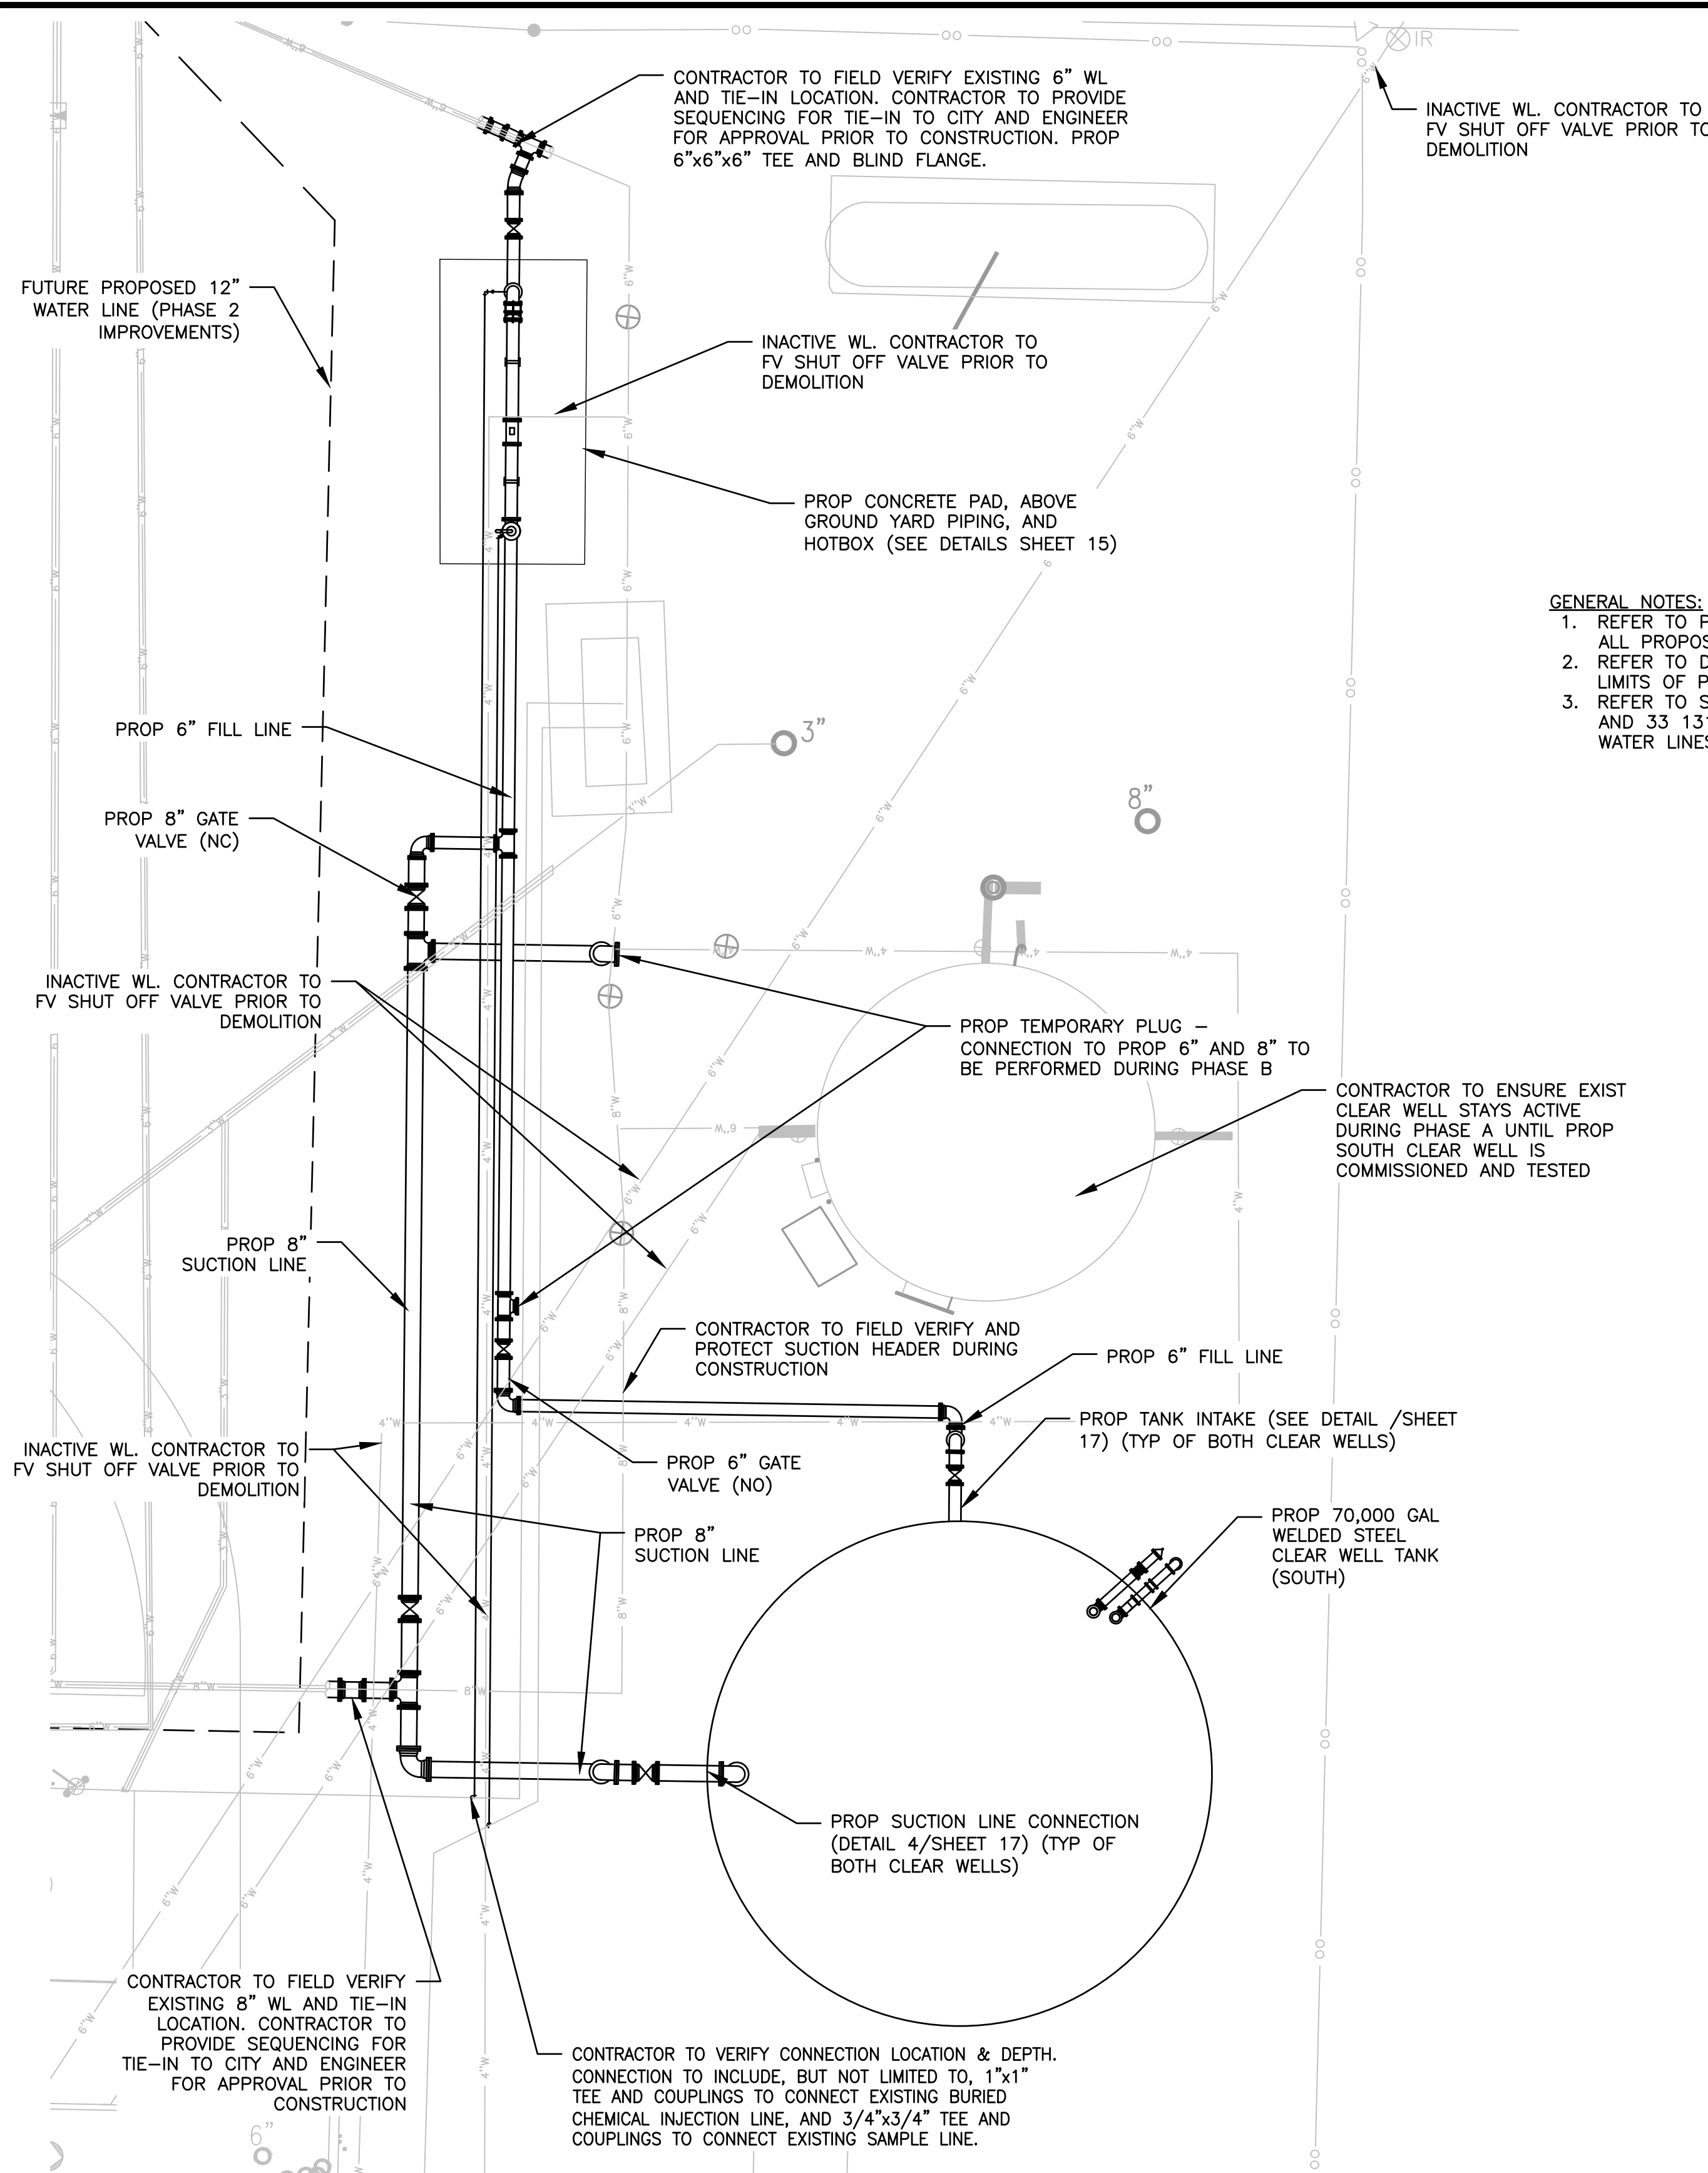 IR
CONTRACTOR TO FIELD VERIFY EXISTING 6" WL
AND TIE-IN LOCATION. CONTRACTOR TO PROVIDE
SEQUENCING FOR TIE-IN TO CITY AND ENGINEER
FOR APPROVAL PRIOR TO CONSTRUCTION. PROP
6"x6"x6" TEE AND BLIND FLANGE.
INACTIVE WL. CONTRACTOR TO
FV SHUT OFF VALVE PRIOR TO
DEMOLITION
FUTURE PROPOSED 12"
WATER LINE (PHASE 2
IMPROVEMENTS)
INACTIVE WL. CONTRACTOR TO
FV SHUT OFF VALVE PRIOR TO
DEMOLITION
PROP CONCRETE PAD, ABOVE
GROUND YARD PIPING, AND
HOTBOX (SEE DETAILS SHEET 15)
GENERAL NOTES:
1. REFER TO
ALL
2. REFER TO
LIMITS OF
3. REFER TO
AND 33
WATER
PROP 6" FILL LINE
3"
8"
PROP 8" GATE
VALVE (NC)
INACTIVE WL. CONTRACTOR TO
FV SHUT OFF VALVE PRIOR TO
DEMOLITION
PROP TEMPORARY PLUG –
CONNECTION TO PROP 6" AND 8" TO
BE PERFORMED DURING PHASE B
CONTRACTOR TO ENSURE EXIST
CLEAR WELL STAYS ACTIVE
DURING PHASE A UNTIL PROP
SOUTH CLEAR WELL IS
COMMISSIONED AND TESTED
PROP 8"
SUCTION LINE
CONTRACTOR TO FIELD VERIFY AND
PROTECT SUCTION HEADER DURING
CONSTRUCTION
PROP 6" FILL LINE
PROP TANK INTAKE (SEE DETAIL /SHEET
17) (TYP OF BOTH CLEAR WELLS)
INACTIVE WL. CONTRACTOR TO
FV SHUT OFF VALVE PRIOR TO
DEMOLITION
PROP 6" GATE
VALVE (NO)
PROP 8"
SUCTION LINE
PROP 70,000 GAL
WELDED STEEL
CLEAR WELL TANK
(SOUTH)
PROP SUCTION LINE CONNECTION
(DETAIL 4/SHEET 17) (TYP OF
BOTH CLEAR WELLS)
CONTRACTOR TO FIELD VERIFY
EXISTING 8" WL AND TIE-IN
LOCATION. CONTRACTOR TO
PROVIDE SEQUENCING FOR
TIE-IN TO CITY AND ENGINEER
FOR APPROVAL PRIOR TO
CONSTRUCTION
CONTRACTOR TO VERIFY CONNECTION LOCATION & DEPTH.
CONNECTION TO INCLUDE, BUT NOT LIMITED TO, 1"x1"
TEE AND COUPLINGS TO CONNECT EXISTING BURIED
CHEMICAL INJECTION LINE, AND 3/4"x3/4" TEE AND
COUPLINGS TO CONNECT EXISTING SAMPLE LINE.
6"